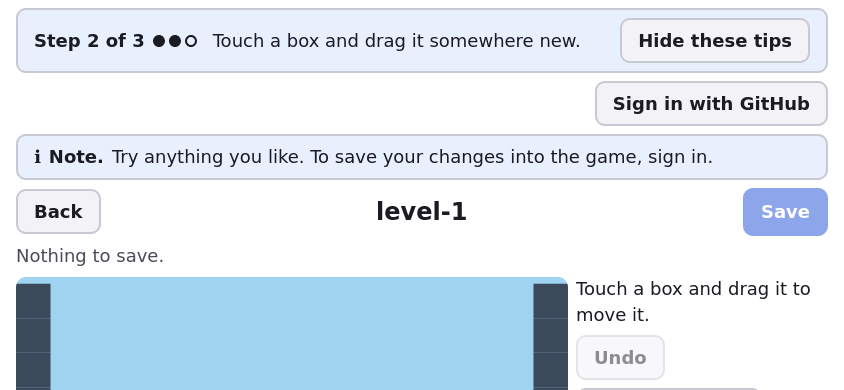 Step 2 of 3 Touch a box and drag it somewhere new. Hide these tips
Sign in with GitHub
ℹ Note. Try anything you like. To save your changes into the game, sign in.
Back level-1 Save
Nothing to save.
Touch a box and drag it to
move it.
Undo